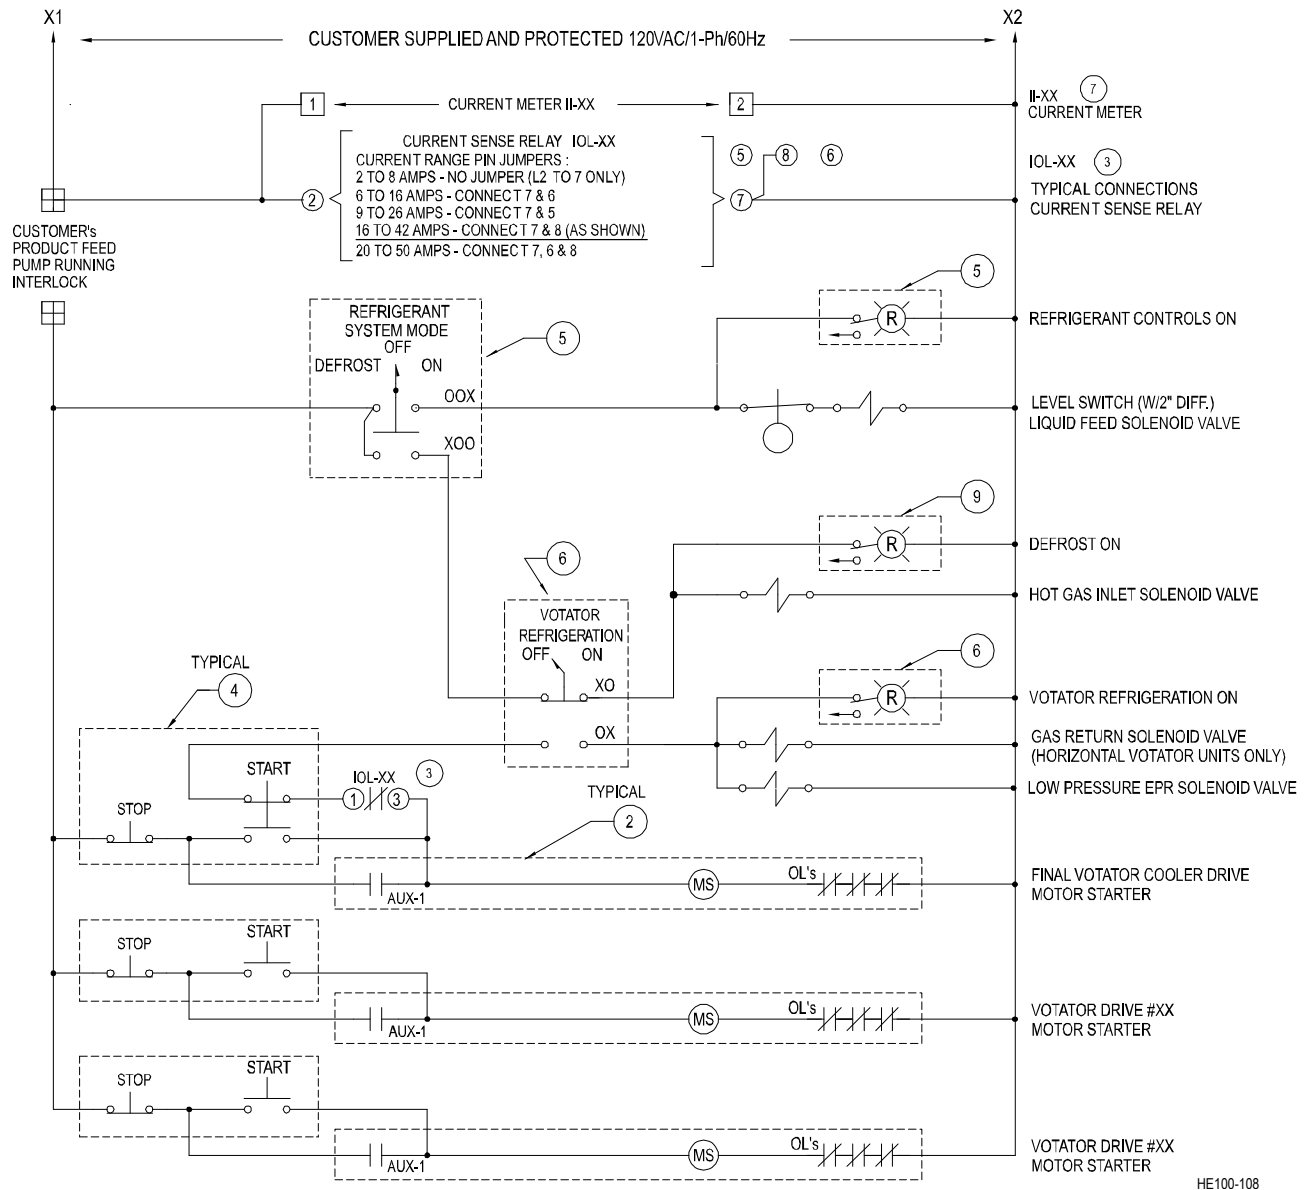 X1
X2
CUSTOMER SUPPLIED AND PROTECTED 120VAC/1-Ph/60Hz
1
CURRENT METER II-XX
2
II-XX 7
CURRENT METER
CURRENT SENSE RELAY IOL-XX
CURRENT RANGE PIN JUMPERS :
2 TO 8 AMPS - NO JUMPER (L2 TO 7 ONLY)
6 TO 16 AMPS - CONNECT 7 & 6
9 TO 26 AMPS - CONNECT 7 & 5
16 TO 42 AMPS - CONNECT 7 & 8 (AS SHOWN)
20 TO 50 AMPS - CONNECT 7, 6 & 8
2
5 8 6
7
IOL-XX 3
TYPICAL CONNECTIONS
CURRENT SENSE RELAY
CUSTOMER's
PRODUCT FEED
PUMP RUNNING
INTERLOCK
REFRIGERANT
SYSTEM MODE
OFF
DEFROST ON
OOX
XOO
5
5
R
REFRIGERANT CONTROLS ON
LEVEL SWITCH (W/2" DIFF.)
LIQUID FEED SOLENOID VALVE
9
R
DEFROST ON
HOT GAS INLET SOLENOID VALVE
6
VOTATOR
REFRIGERATION
OFF ON
XO
OX
6
R
VOTATOR REFRIGERATION ON
GAS RETURN SOLENOID VALVE
(HORIZONTAL VOTATOR UNITS ONLY)
LOW PRESSURE EPR SOLENOID VALVE
TYPICAL
4
START
STOP
IOL-XX 3
1 3
TYPICAL
2
AUX-1
MS
OL's
FINAL VOTATOR COOLER DRIVE
MOTOR STARTER
STOP
START
AUX-1
MS
OL's
VOTATOR DRIVE #XX
MOTOR STARTER
STOP
START
AUX-1
MS
OL's
VOTATOR DRIVE #XX
MOTOR STARTER
HE100-108